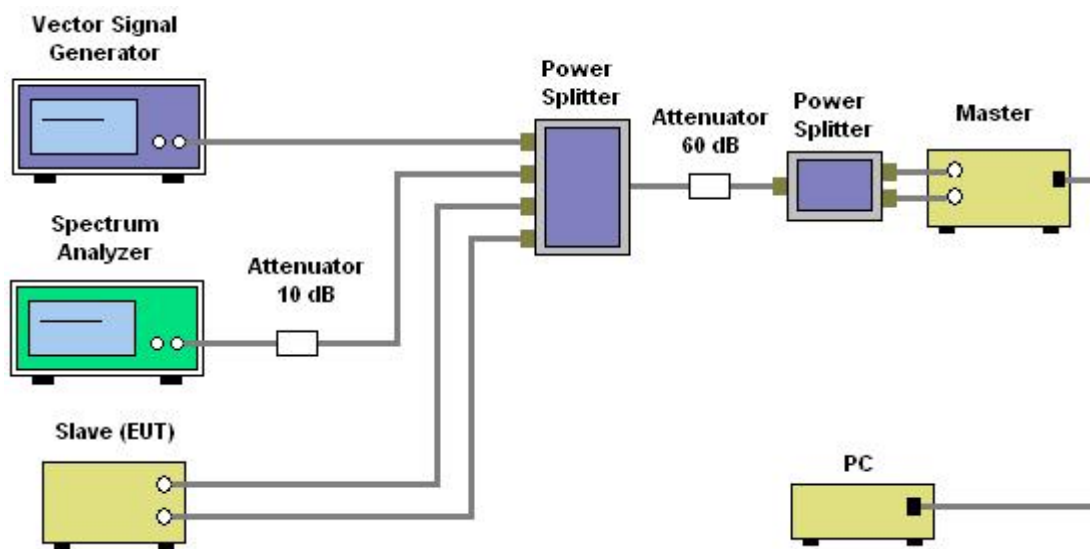 Vector Signal
Generator
Power
Splitter
Attenuator
60 dB
Power
Splitter
Master
Spectrum
Analyzer
Attenuator
10 dB
Slave (EUT)
PC